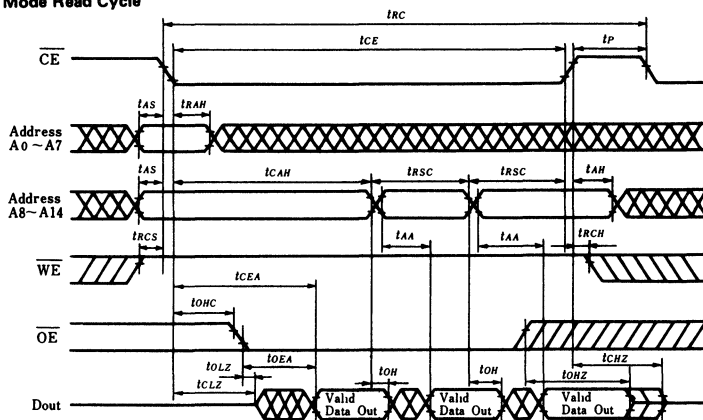 Mode Read Cycle
tRC
tCE
tP
CE
tAS
tRAH
Address
A0~A7
tAS
tCAH
tRSC
tRSC
tAH
Address
A8~A14
tRCS
tAA
tAA
tRCH
WE
tCEA
tOHC
OE
tOLZ
tOEA
tCHZ
tCLZ
tOH
tOH
tOHZ
Dout
Valid
Data Out
Valid
Data Out
Valid
Data Out